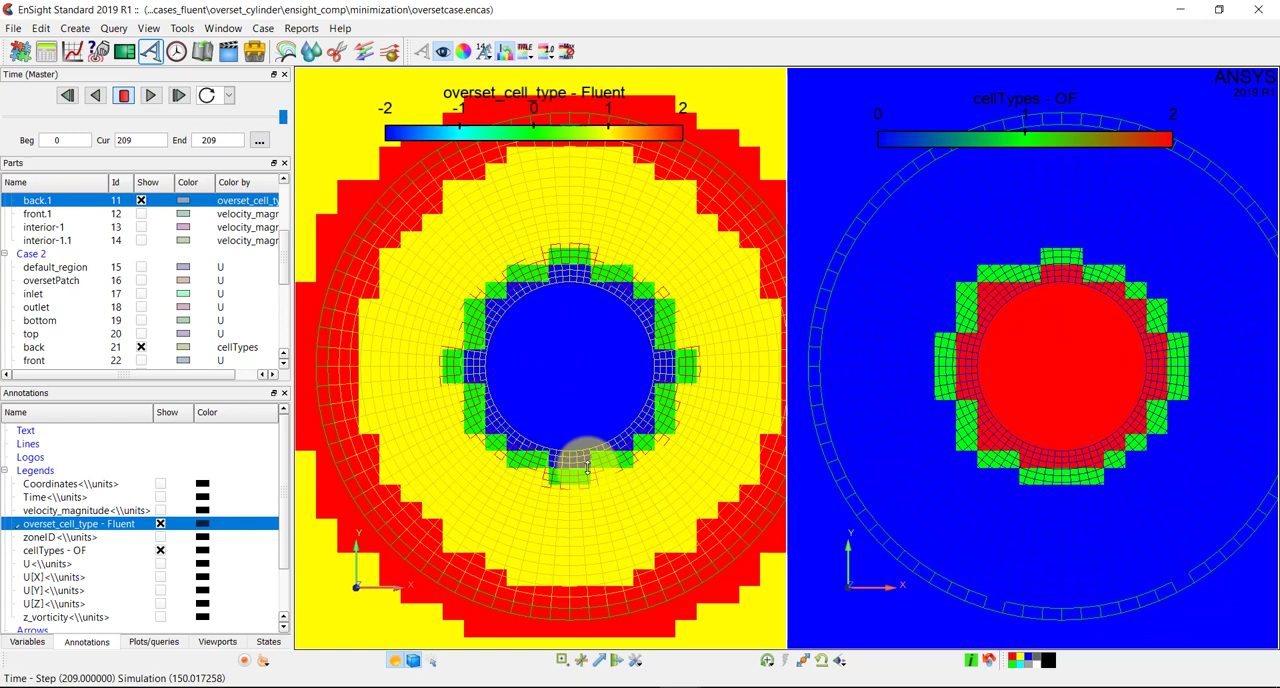 EnSight Standard 2019 R1 :: (...cases_fluent\overset_cylinder\ensight_comp\minimization\oversetcase.encas)
File Edit Create Query View Tools Window Case Reports Help
Time (Master)
Beg 0 Cur 209 End 209 ...
Parts
Name Id Show Color Color by
back.1 11 overset_cell_ty
front.1 12 velocity_magr
interior-1 13 velocity_magr
interior-1.1 14 velocity_magr
Case 2
default_region 15 U
oversetPatch 16 U
inlet 17 U
outlet 18 U
bottom 19 U
top 20 U
back 21 cellTypes
front 22 U
Annotations
Name Show Color
Text
Lines
Logos
Legends
Coordinates<\\units>
Time<\\units>
velocity_magnitude<\\units>
overset_cell_type - Fluent
zoneID<\\units>
cellTypes - OF
U<\\units>
U[X]<\\units>
U[Y]<\\units>
U[Z]<\\units>
z_vorticity<\\units>
Arrows
Variables Annotations Plots/queries Viewports States
Time - Step (209.000000) Simulation (150.017258)
overset_cell_type - Fluent
-2 -1 0 1 2
Y
X
ANSYS
2019 R1
cellTypes - OF
0 1 2
Y
X